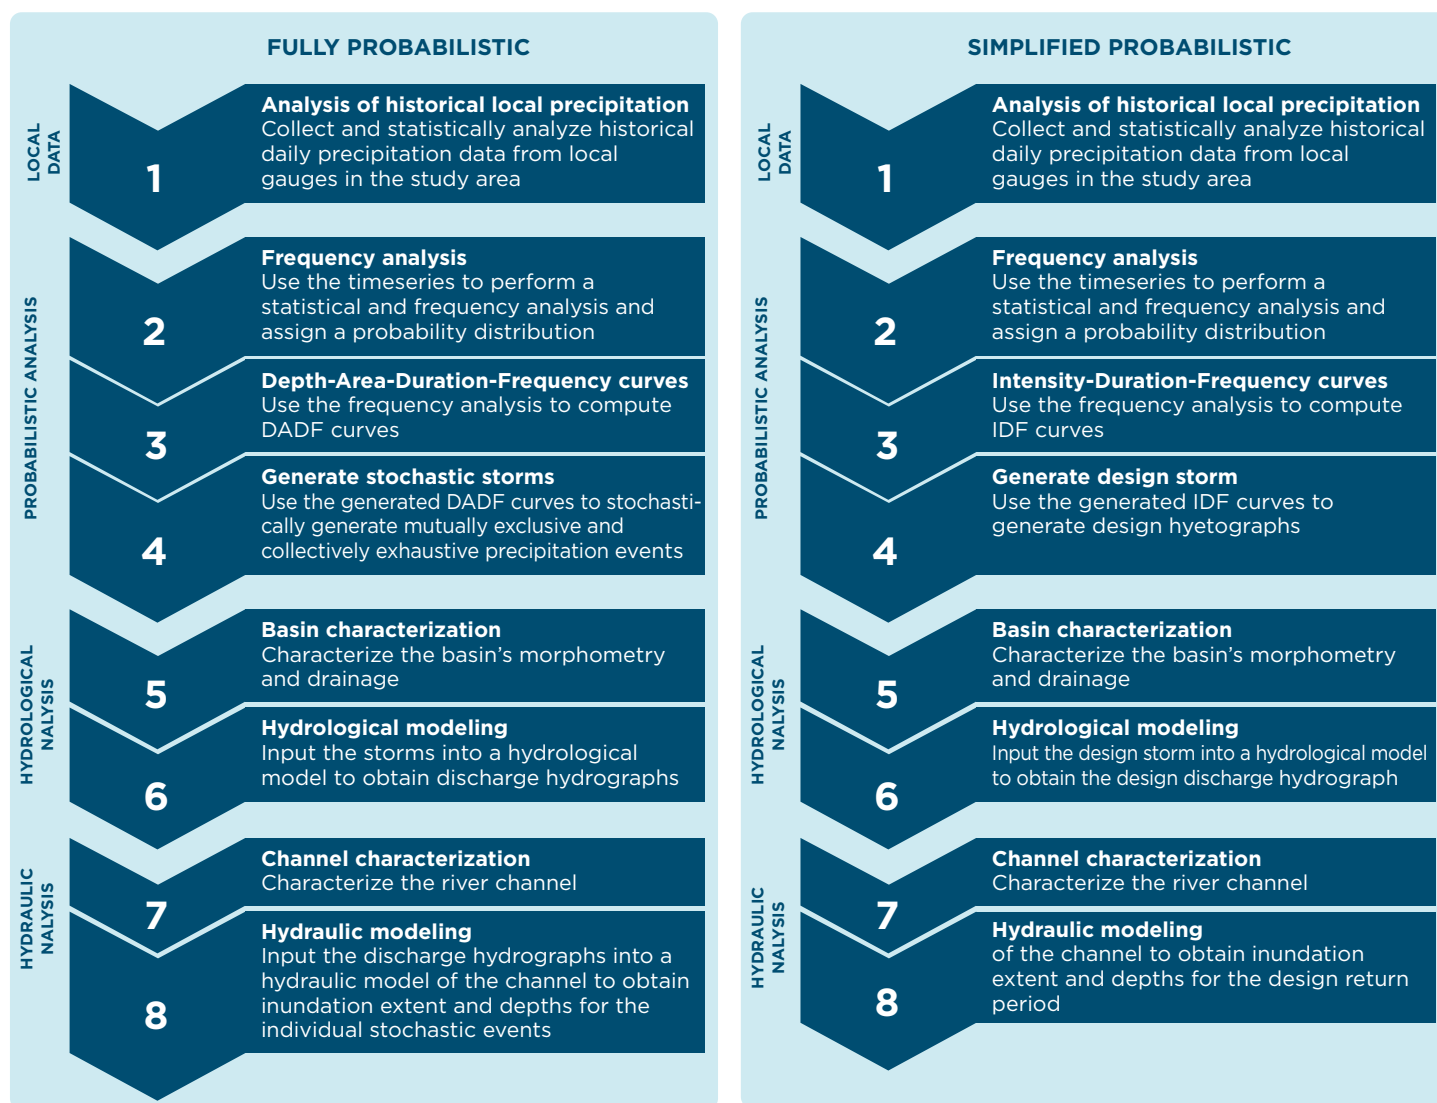 FULLY PROBABILISTIC
LOCAL
DATA
1
Analysis of historical local precipitation
Collect and statistically analyze historical
daily precipitation data from local
gauges in the study area
PROBABILISTIC ANALYSIS
2
Frequency analysis
Use the timeseries to perform a
statistical and frequency analysis and
assign a probability distribution
3
Depth-Area-Duration-Frequency curves
Use the frequency analysis to compute
DADF curves
4
Generate stochastic storms
Use the generated DADF curves to stochasti-
cally generate mutually exclusive and
collectively exhaustive precipitation events
HYDROLOGICAL
NALYSIS
5
Basin characterization
Characterize the basin’s morphometry
and drainage
6
Hydrological modeling
Input the storms into a hydrological
model to obtain discharge hydrographs
HYDRAULIC
NALYSIS
7
Channel characterization
Characterize the river channel
8
Hydraulic modeling
Input the discharge hydrographs into a
hydraulic model of the channel to obtain
inundation extent and depths for the
individual stochastic events
SIMPLIFIED PROBABILISTIC
LOCAL
DATA
1
Analysis of historical local precipitation
Collect and statistically analyze historical
daily precipitation data from local
gauges in the study area
PROBABILISTIC ANALYSIS
2
Frequency analysis
Use the timeseries to perform a
statistical and frequency analysis and
assign a probability distribution
3
Intensity-Duration-Frequency curves
Use the frequency analysis to compute
IDF curves
4
Generate design storm
Use the generated IDF curves to
generate design hyetographs
HYDROLOGICAL
NALYSIS
5
Basin characterization
Characterize the basin’s morphometry
and drainage
6
Hydrological modeling
Input the design storm into a hydrological model
to obtain the design discharge hydrograph
HYDRAULIC
NALYSIS
7
Channel characterization
Characterize the river channel
8
Hydraulic modeling
of the channel to obtain inundation
extent and depths for the design return
period